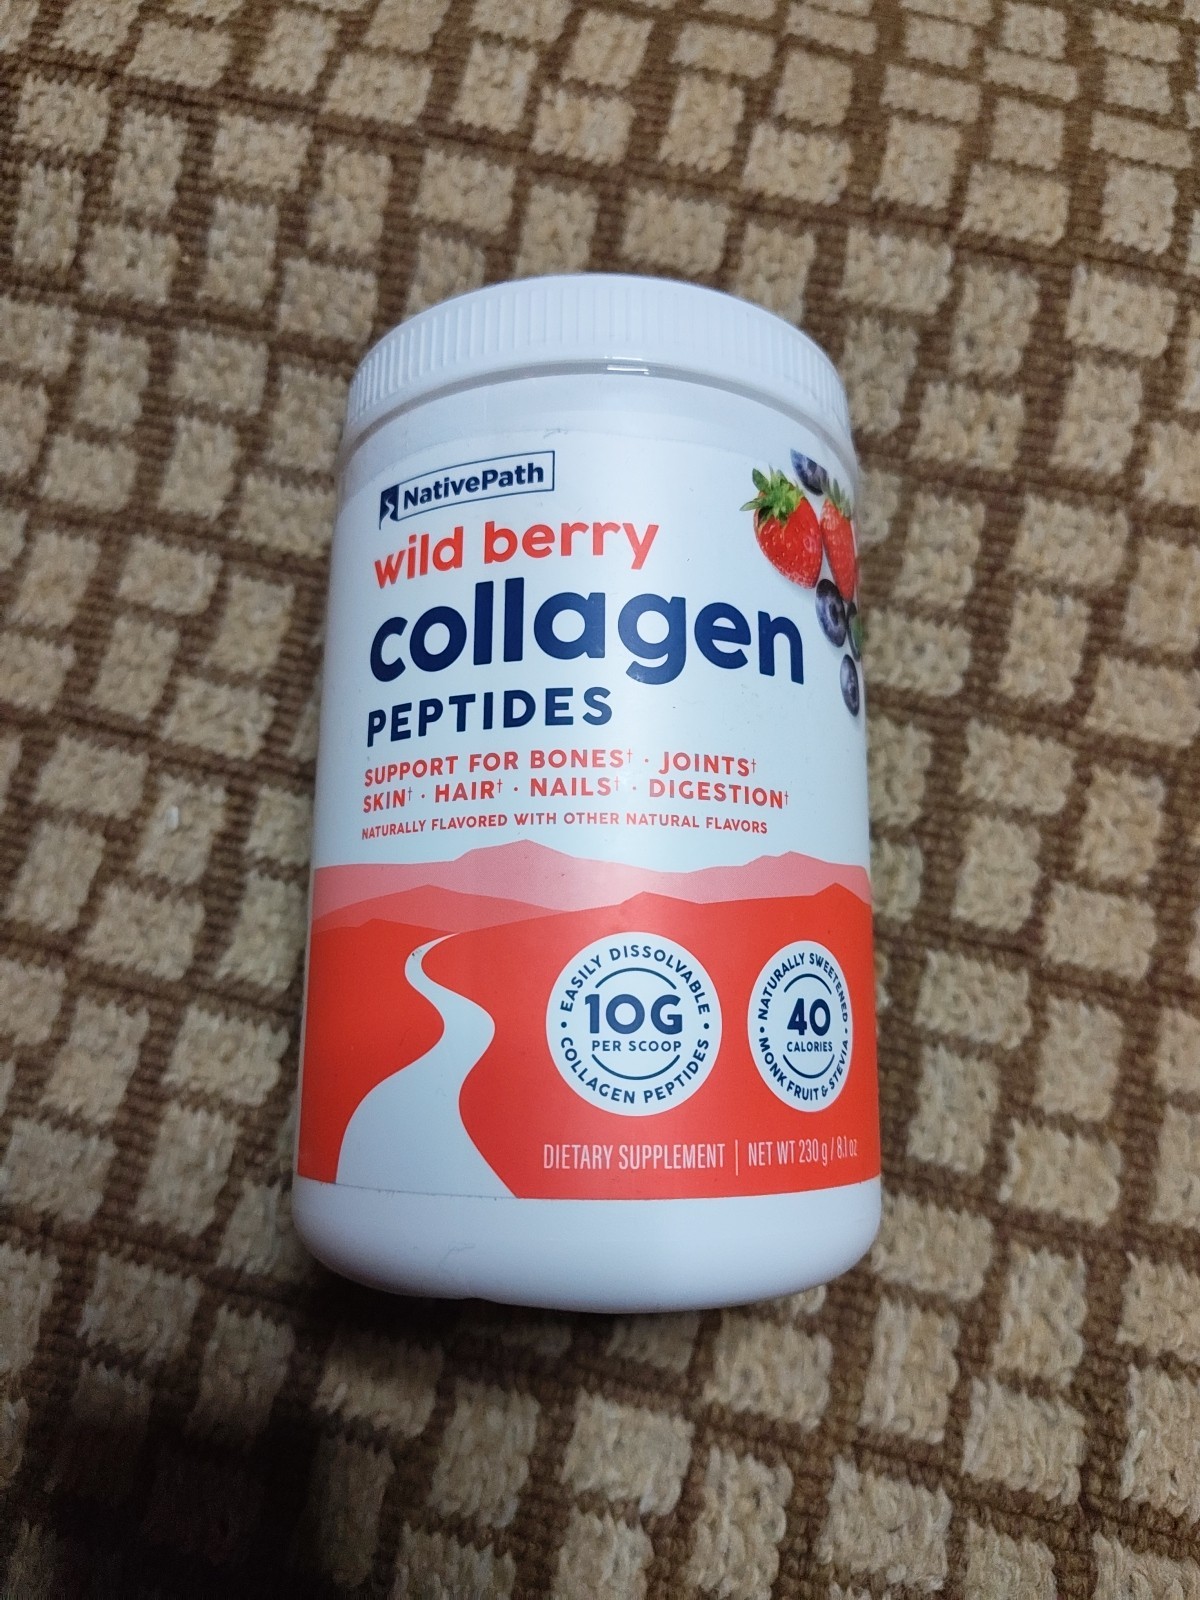 NativePath
wild berry
collagen
PEPTIDES
SUPPORT FOR BONES† · JOINTS†
SKIN† · HAIR† · NAILS† · DIGESTION†
NATURALLY FLAVORED WITH OTHER NATURAL FLAVORS
• EASILY DISSOLVABLE •
10G
PER SCOOP
COLLAGEN PEPTIDES
• NATURALLY SWEETENED •
40
CALORIES
MONK FRUIT & STEVIA
DIETARY SUPPLEMENT | NET WT 230 g / 8.1 oz